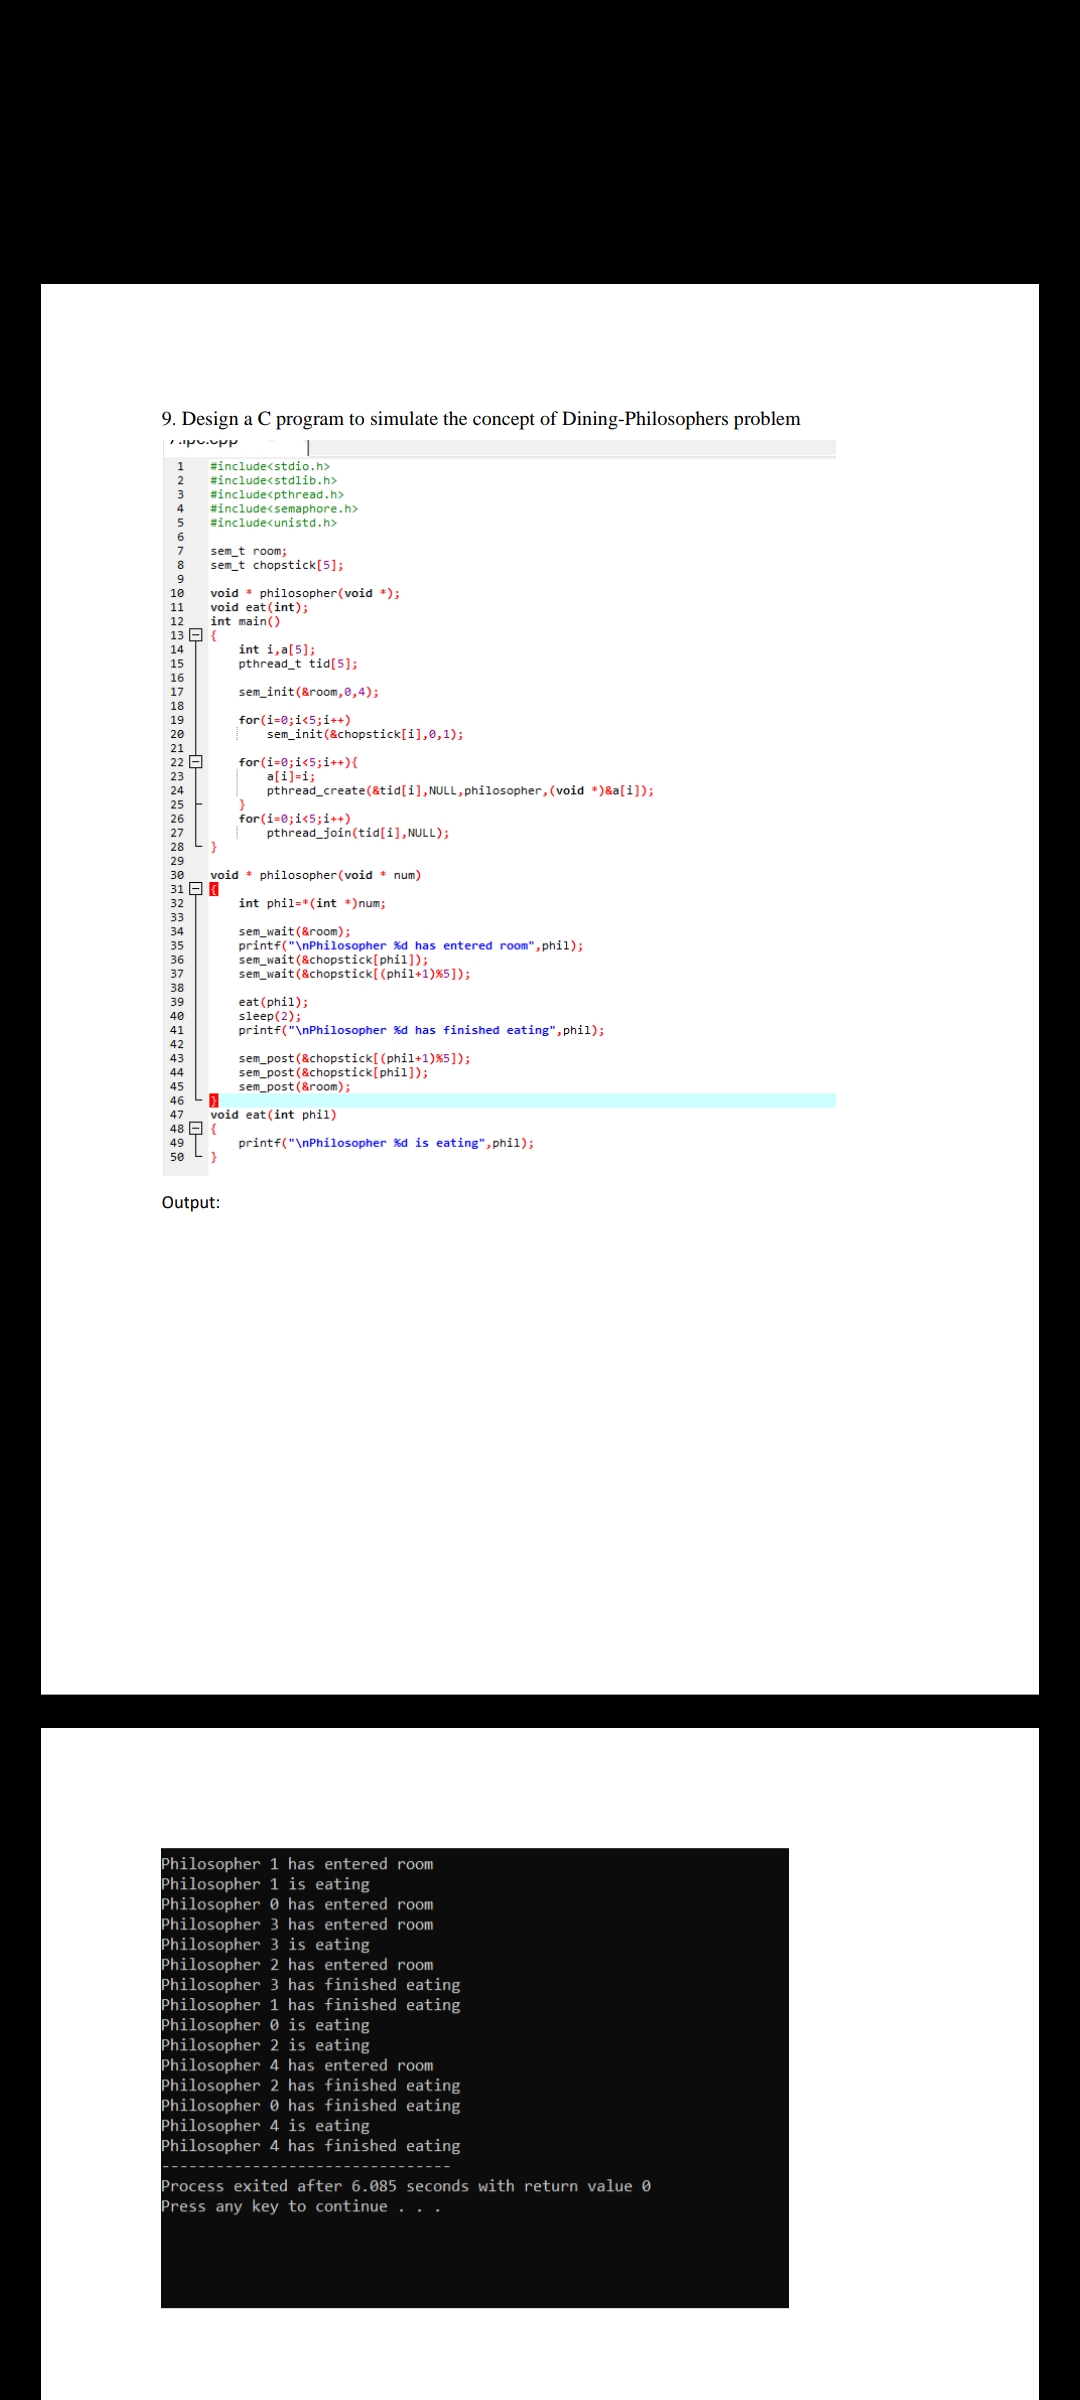 9. Design a C program to simulate the concept of Dining-Philosophers problem
1 #include<stdio.h>
2 #include<stdlib.h>
3 #include<pthread.h>
4 #include<semaphore.h>
5 #include<unistd.h>
6
7 sem_t room;
8 sem_t chopstick[5];
9
10 void * philosopher(void *);
11 void eat(int);
12 int main()
13 {
14 int i,a[5];
15 pthread_t tid[5];
16
17 sem_init(&room,0,4);
18
19 for(i=0;i<5;i++)
20 sem_init(&chopstick[i],0,1);
21
22 for(i=0;i<5;i++){
23 a[i]=i;
24 pthread_create(&tid[i],NULL,philosopher,(void *)&a[i]);
25 }
26 for(i=0;i<5;i++)
27 pthread_join(tid[i],NULL);
28 }
29
30 void * philosopher(void * num)
31 {
32 int phil=*(int *)num;
33
34 sem_wait(&room);
35 printf("\nPhilosopher %d has entered room",phil);
36 sem_wait(&chopstick[phil]);
37 sem_wait(&chopstick[(phil+1)%5]);
38
39 eat(phil);
40 sleep(2);
41 printf("\nPhilosopher %d has finished eating",phil);
42
43 sem_post(&chopstick[(phil+1)%5]);
44 sem_post(&chopstick[phil]);
45 sem_post(&room);
46 }
47 void eat(int phil)
48 {
49 printf("\nPhilosopher %d is eating",phil);
50 }
Output:
Philosopher 1 has entered room
Philosopher 1 is eating
Philosopher 0 has entered room
Philosopher 3 has entered room
Philosopher 3 is eating
Philosopher 2 has entered room
Philosopher 3 has finished eating
Philosopher 1 has finished eating
Philosopher 0 is eating
Philosopher 2 is eating
Philosopher 4 has entered room
Philosopher 2 has finished eating
Philosopher 0 has finished eating
Philosopher 4 is eating
Philosopher 4 has finished eating
--------------------------------
Process exited after 6.085 seconds with return value 0
Press any key to continue . . .